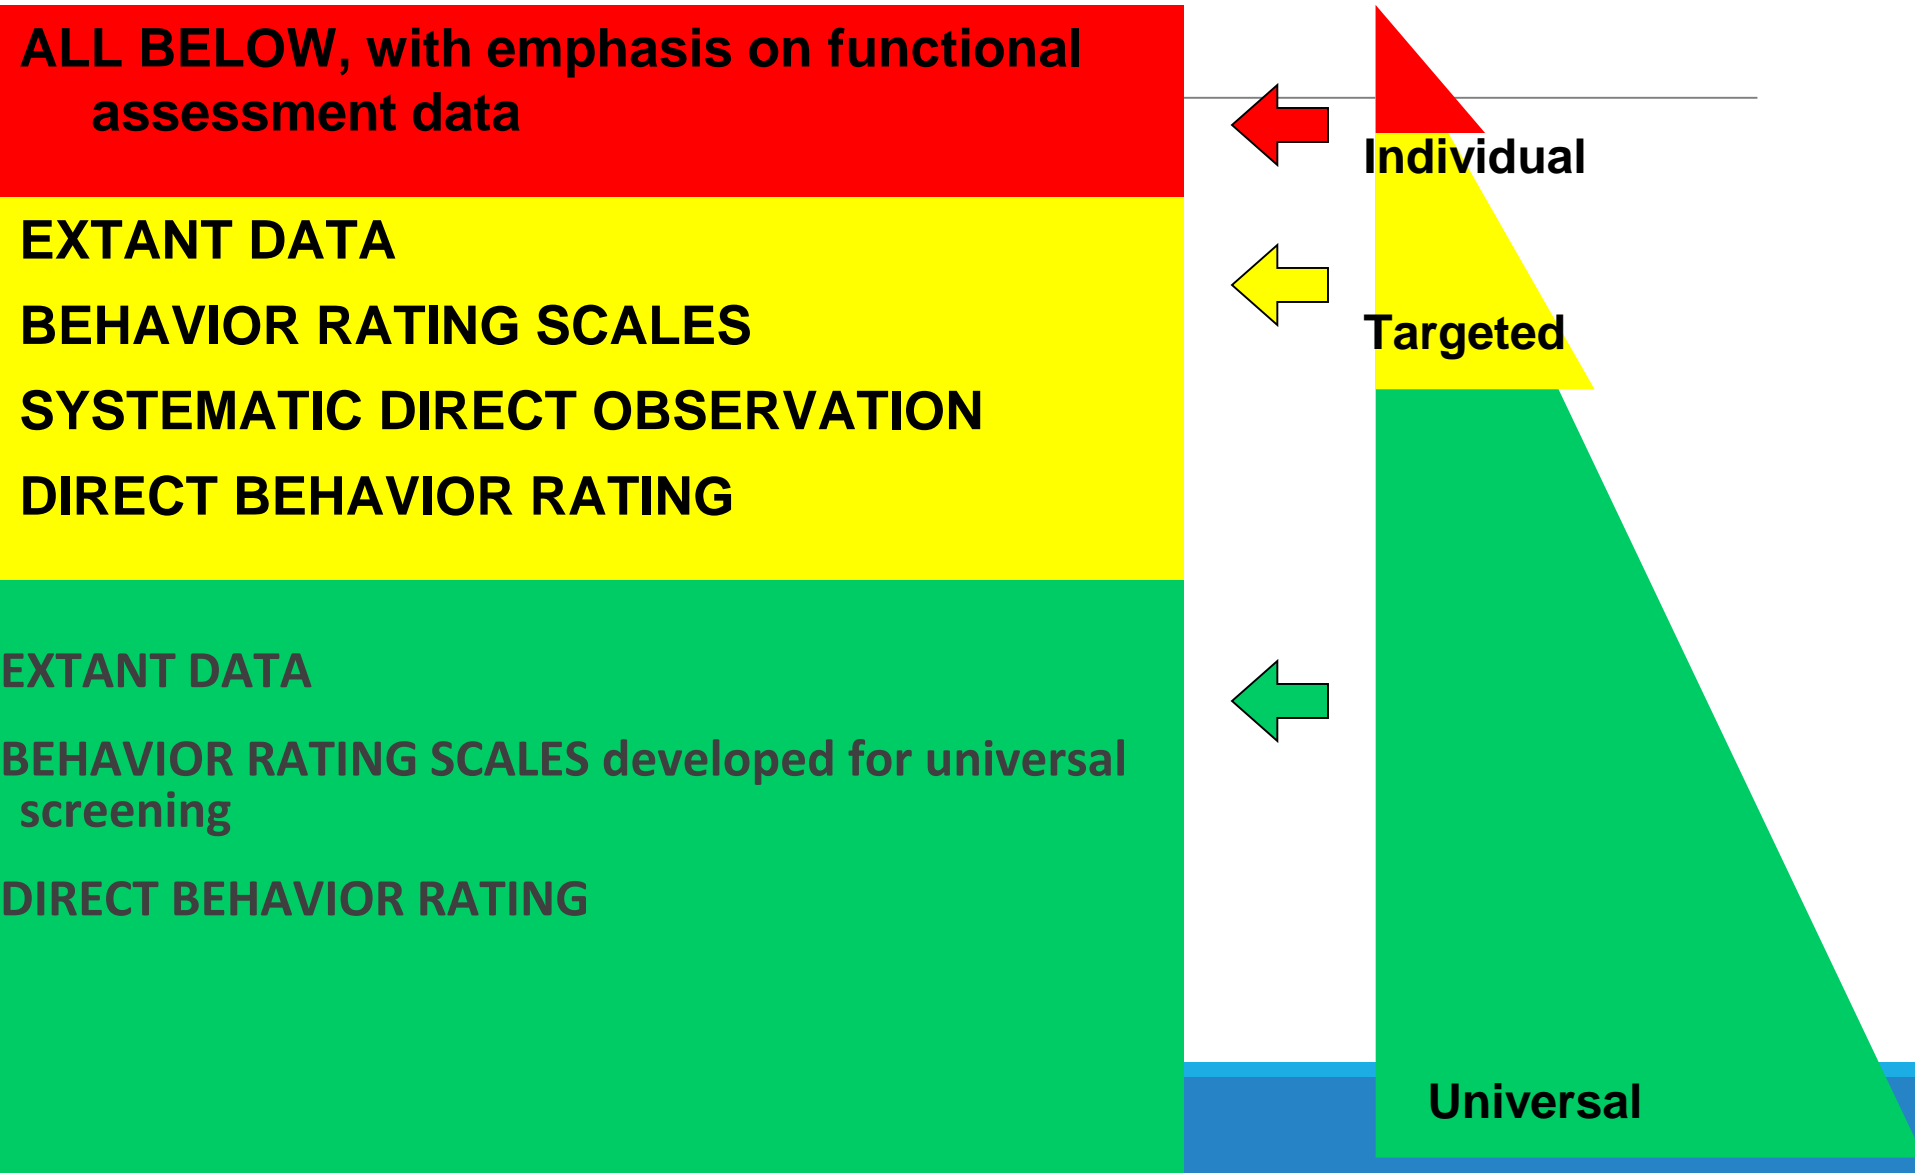 ALL BELOW, with emphasis on functional
assessment data
Individual
EXTANT DATA
BEHAVIOR RATING SCALES
Targeted
SYSTEMATIC DIRECT OBSERVATION
DIRECT BEHAVIOR RATING
EXTANT DATA
BEHAVIOR RATING SCALES developed for universal
screening
DIRECT BEHAVIOR RATING
Universal